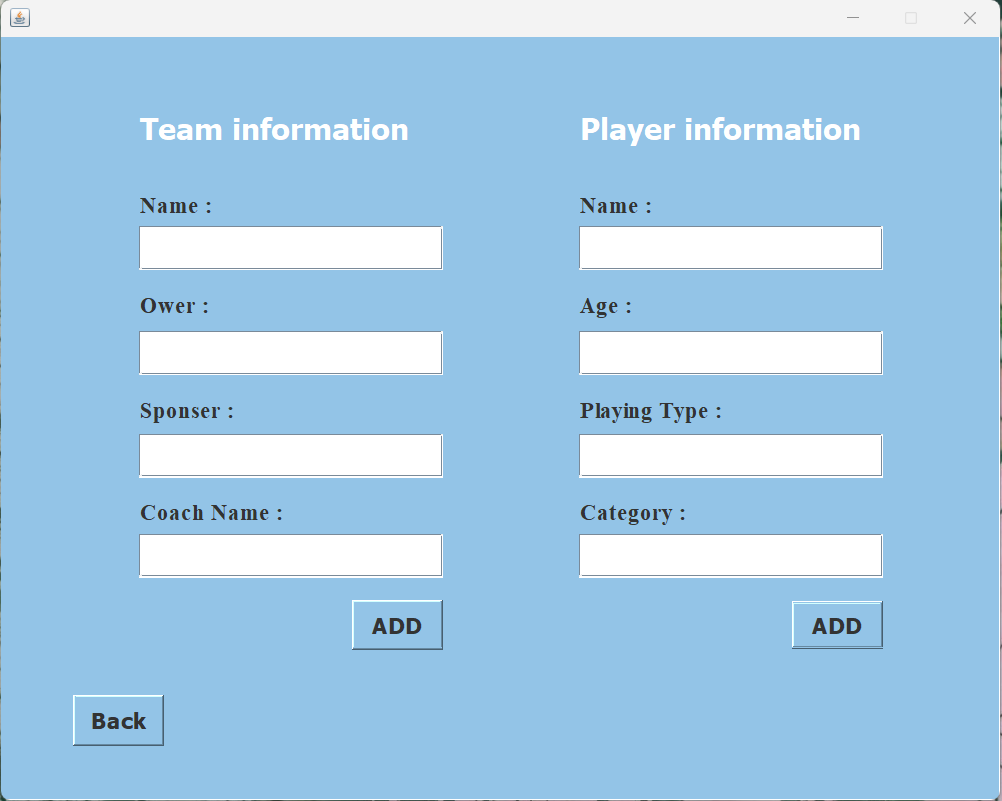 Team information
Name :
Ower :
Sponser :
Coach Name :
ADD
Player information
Name :
Age :
Playing Type :
Category :
ADD
Back